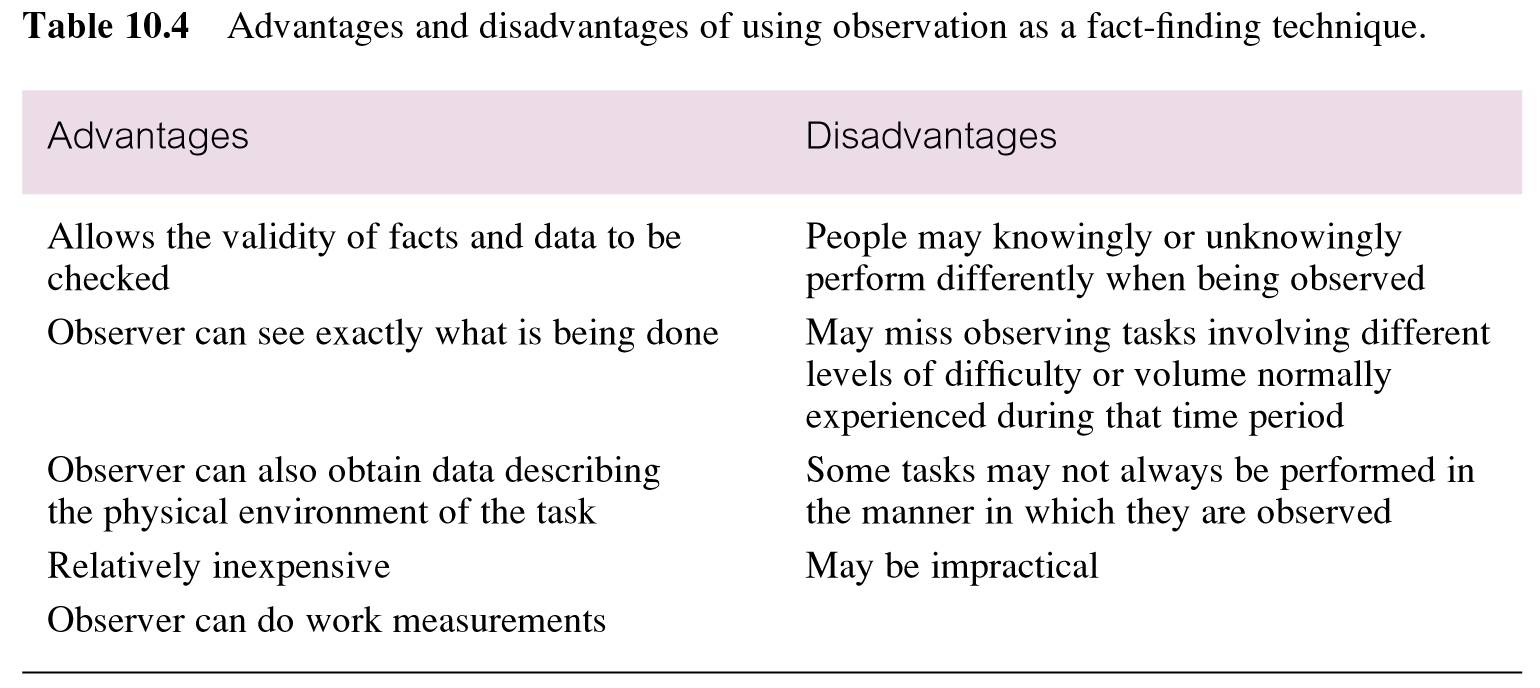 Table 10.4 Advantages and disadvantages of using observation as a fact-finding technique.
Advantages Disadvantages
Allows the validity of facts and data to be People may knowingly or unknowingly
checked perform differently when being observed
Observer can see exactly what is being done May miss observing tasks involving different
levels of difficulty or volume normally
experienced during that time period
Observer can also obtain data describing Some tasks may not always be performed in
the physical environment of the task the manner in which they are observed
Relatively inexpensive May be impractical
Observer can do work measurements